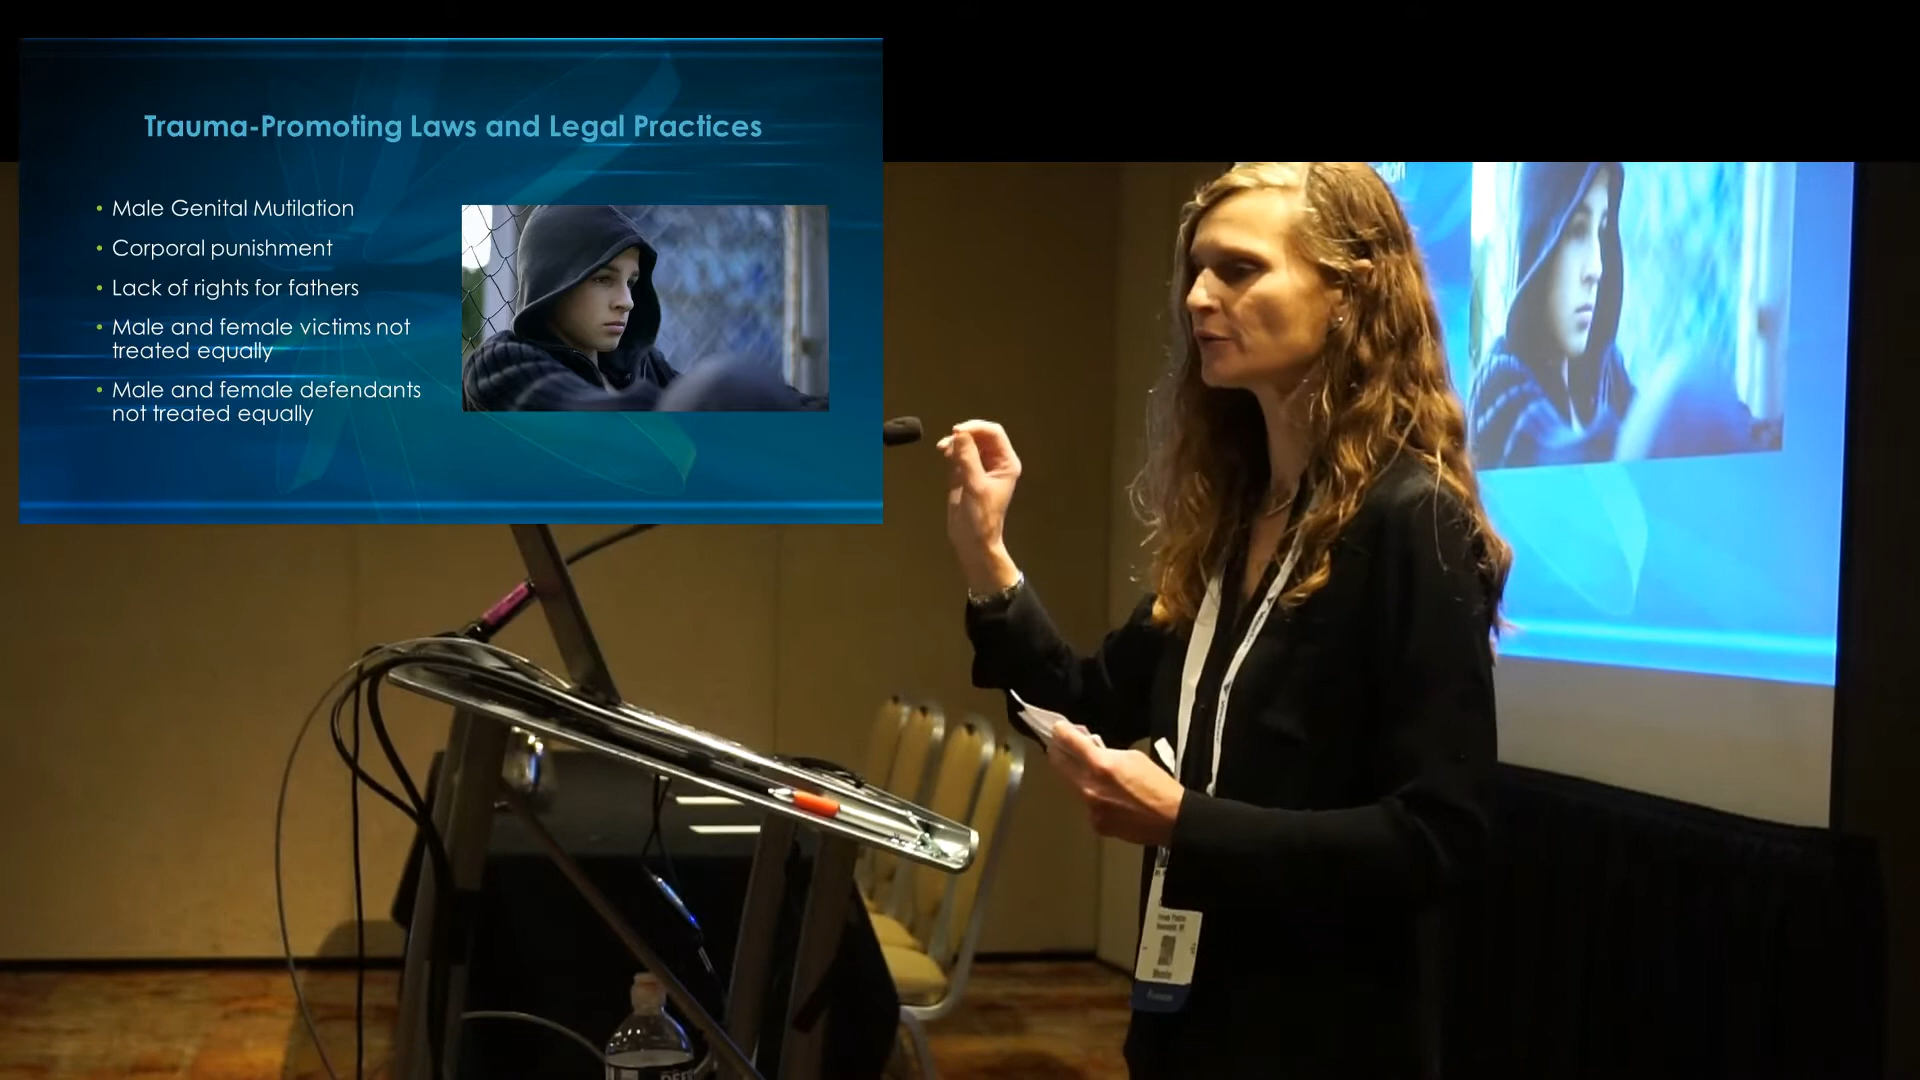 Trauma-Promoting Laws and Legal Practices
• Male Genital Mutilation
• Corporal punishment
• Lack of rights for fathers
• Male and female victims not
treated equally
• Male and female defendants
not treated equally